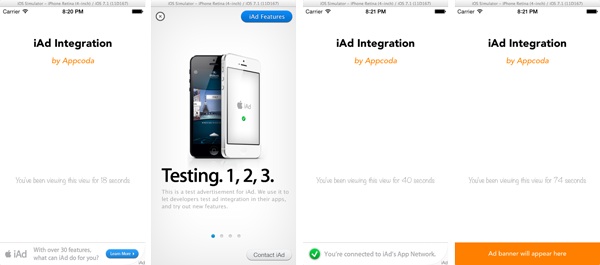 iOS Simulator - iPhone Retina (4-inch) / iOS 7.1 (11D167)
Carrier
8:20 PM
iAd Integration
by Appcoda
You've been viewing this view for 18 seconds
iAd
With over 30 features,
what can iAd do for you?
Learn More >
iAd
iOS Simulator - iPhone Retina (4-inch) / iOS 7.1 (11D167)
iAd Features
iAd
Testing. 1, 2, 3.
This is a test advertisement for iAd. We use it to
let developers test ad integration in their apps,
and try out new features.
Contact iAd
iOS Simulator - iPhone Retina (4-inch) / iOS 7.1 (11D167)
Carrier
8:21 PM
iAd Integration
by Appcoda
You've been viewing this view for 40 seconds
You're connected to iAd's App Network.
iAd
iOS Simulator - iPhone Retina (4-inch) / iOS 7.1 (11D167)
Carrier
8:21 PM
iAd Integration
by Appcoda
You've been viewing this view for 74 seconds
Ad banner will appear here